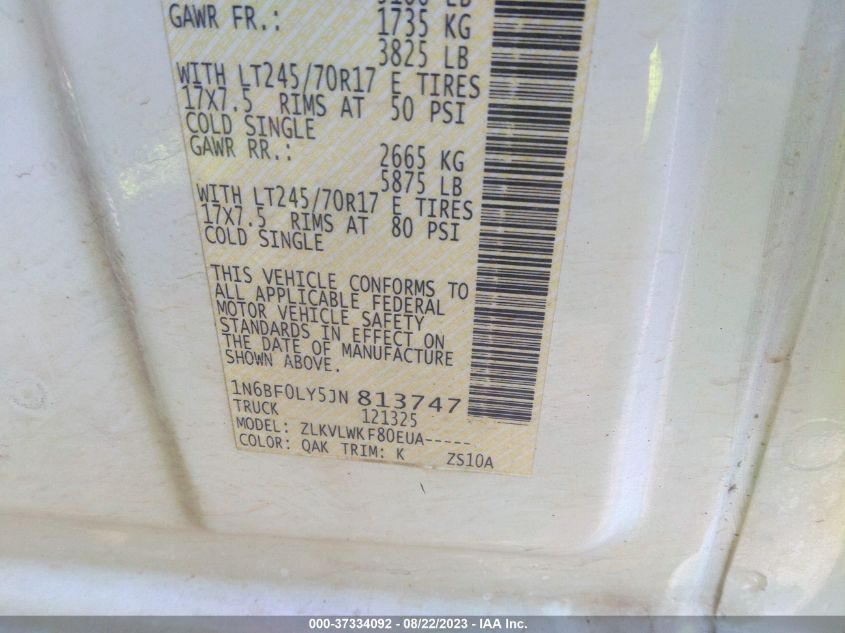 GAWR FR.: 1735 KG
3825 LB
WITH LT245/70R17 E TIRES
17X7.5 RIMS AT 50 PSI
COLD SINGLE
GAWR RR.: 2665 KG
5875 LB
WITH LT245/70R17 E TIRES
17X7.5 RIMS AT 80 PSI
COLD SINGLE
THIS VEHICLE CONFORMS TO
ALL APPLICABLE FEDERAL
MOTOR VEHICLE SAFETY
STANDARDS IN EFFECT ON
THE DATE OF MANUFACTURE
SHOWN ABOVE.
1N6BF0LY5JN 813747
TRUCK 121325
MODEL: ZLKVLWKF80EUA-----
COLOR: QAK TRIM: K ZS10A
000-37334092 - 08/22/2023 - IAA Inc.